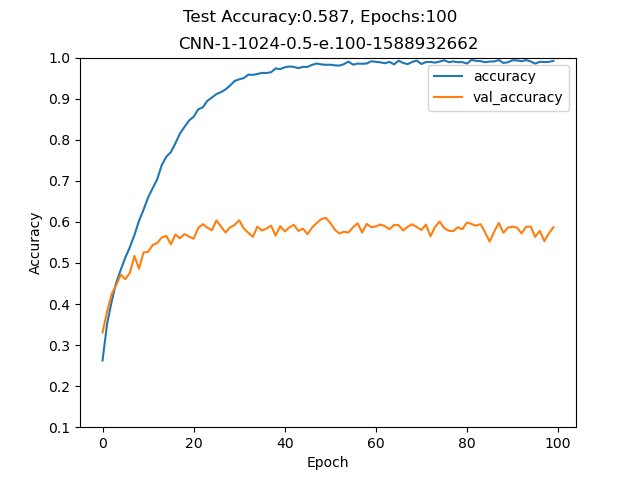 Test Accuracy:0.587, Epochs:100
CNN-1-1024-0.5-e.100-1588932662
1.0
0.9
0.8
0.7
0.6
0.5
0.4
0.3
0.2
0.1
Accuracy
accuracy
val_accuracy
0 20 40 60 80 100
Epoch